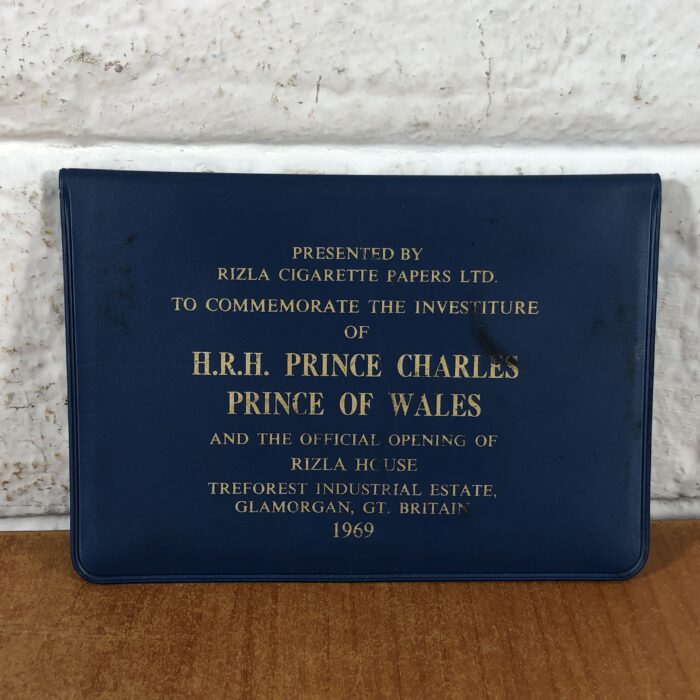 PRESENTED BY
RIZLA CIGARETTE PAPERS LTD.
TO COMMEMORATE THE INVESTITURE
OF
H.R.H. PRINCE CHARLES
PRINCE OF WALES
AND THE OFFICIAL OPENING OF
RIZLA HOUSE
TREFOREST INDUSTRIAL ESTATE,
GLAMORGAN, GT. BRITAIN
1969